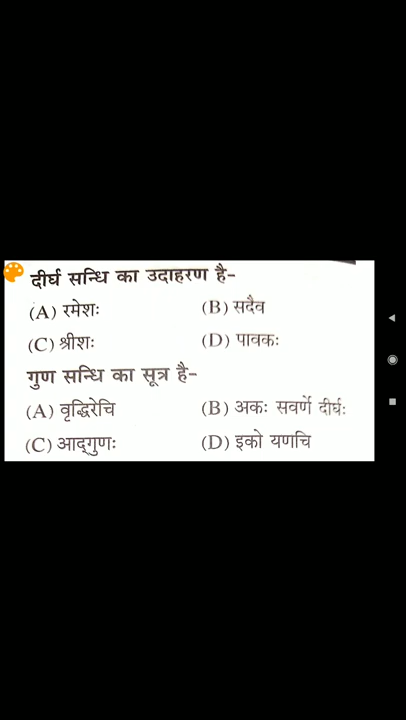 दीर्घ सन्धि का उदाहरण है-
(A) रमेशः (B) सदैव
(C) श्रीशः (D) पावकः
गुण सन्धि का सूत्र है-
(A) वृद्धिरेचि (B) अकः सवर्णे दीर्घः
(C) आद्गुणः (D) इको यणचि